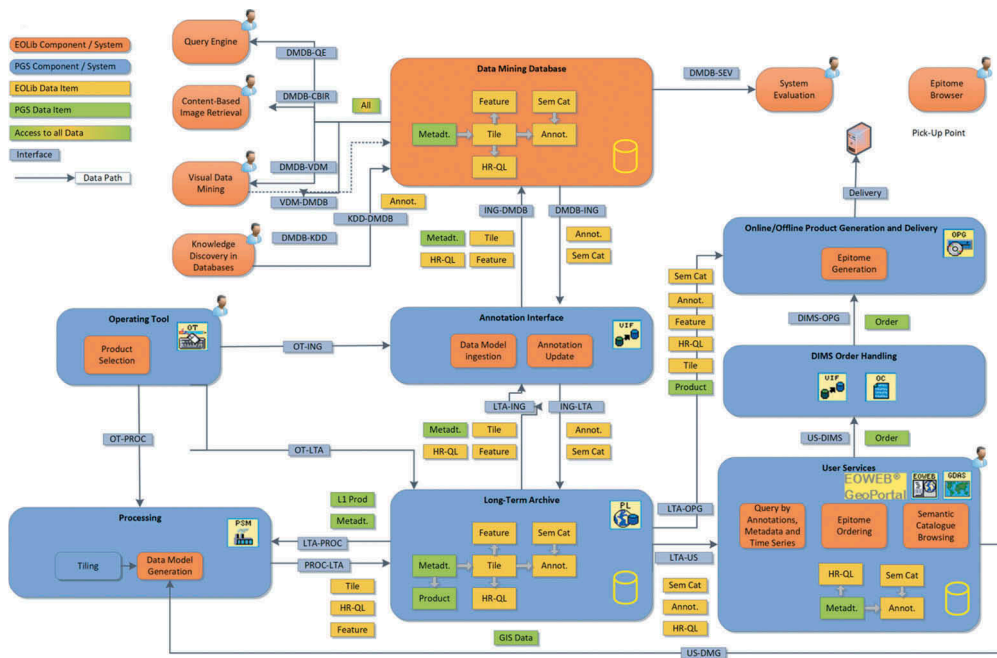 EOLib Component / System
PGS Component / System
EOLib Data Item
PGS Data Item
Access to all Data
Interface
Data Path
Query Engine
Content-Based
Image Retrieval
Visual Data
Mining
Knowledge
Discovery in
Databases
DMDB-QE
DMDB-CBIR
All
DMDB-VDM
VDM-DMDB
Annot.
KDD-DMDB
DMDB-KDD
Data Mining Database
Feature
Sem Cat
Metadt.
Tile
Annot.
HR-QL
DMDB-SEV
System
Evaluation
Epitome
Browser
Pick-Up Point
Delivery
ING-DMDB
DMDB-ING
Metadt.
Tile
HR-QL
Feature
Annot.
Sem Cat
Online/Offline Product Generation and Delivery
OPG
Epitome
Generation
Sem Cat
Annot.
Feature
HR-QL
Tile
Product
DIMS-OPG
Order
Operating Tool
OT
Product
Selection
OT-ING
Annotation Interface
VIF
Data Model
Ingestion
Annotation
Update
DIMS Order Handling
VIF
OC
US-DIMS
Order
OT-PROC
OT-LTA
LTA-ING
ING-LTA
Metadt.
Tile
HR-QL
Feature
Annot.
Sem Cat
User Services
EOWEB®
GeoPortal
EOWEB
GDAS
Query by
Annotations,
Metadata and
Time Series
Epitome
Ordering
Semantic
Catalogue
Browsing
HR-QL
Sem Cat
Metadt.
Annot.
Processing
PSM
Tiling
Data Model
Generation
L1 Prod
Metadt.
LTA-PROC
PROC-LTA
Tile
HR-QL
Feature
Long-Term Archive
PL
Feature
Sem Cat
Metadt.
Tile
Annot.
Product
HR-QL
GIS Data
LTA-OPG
LTA-US
Sem Cat
Annot.
HR-QL
US-DMG